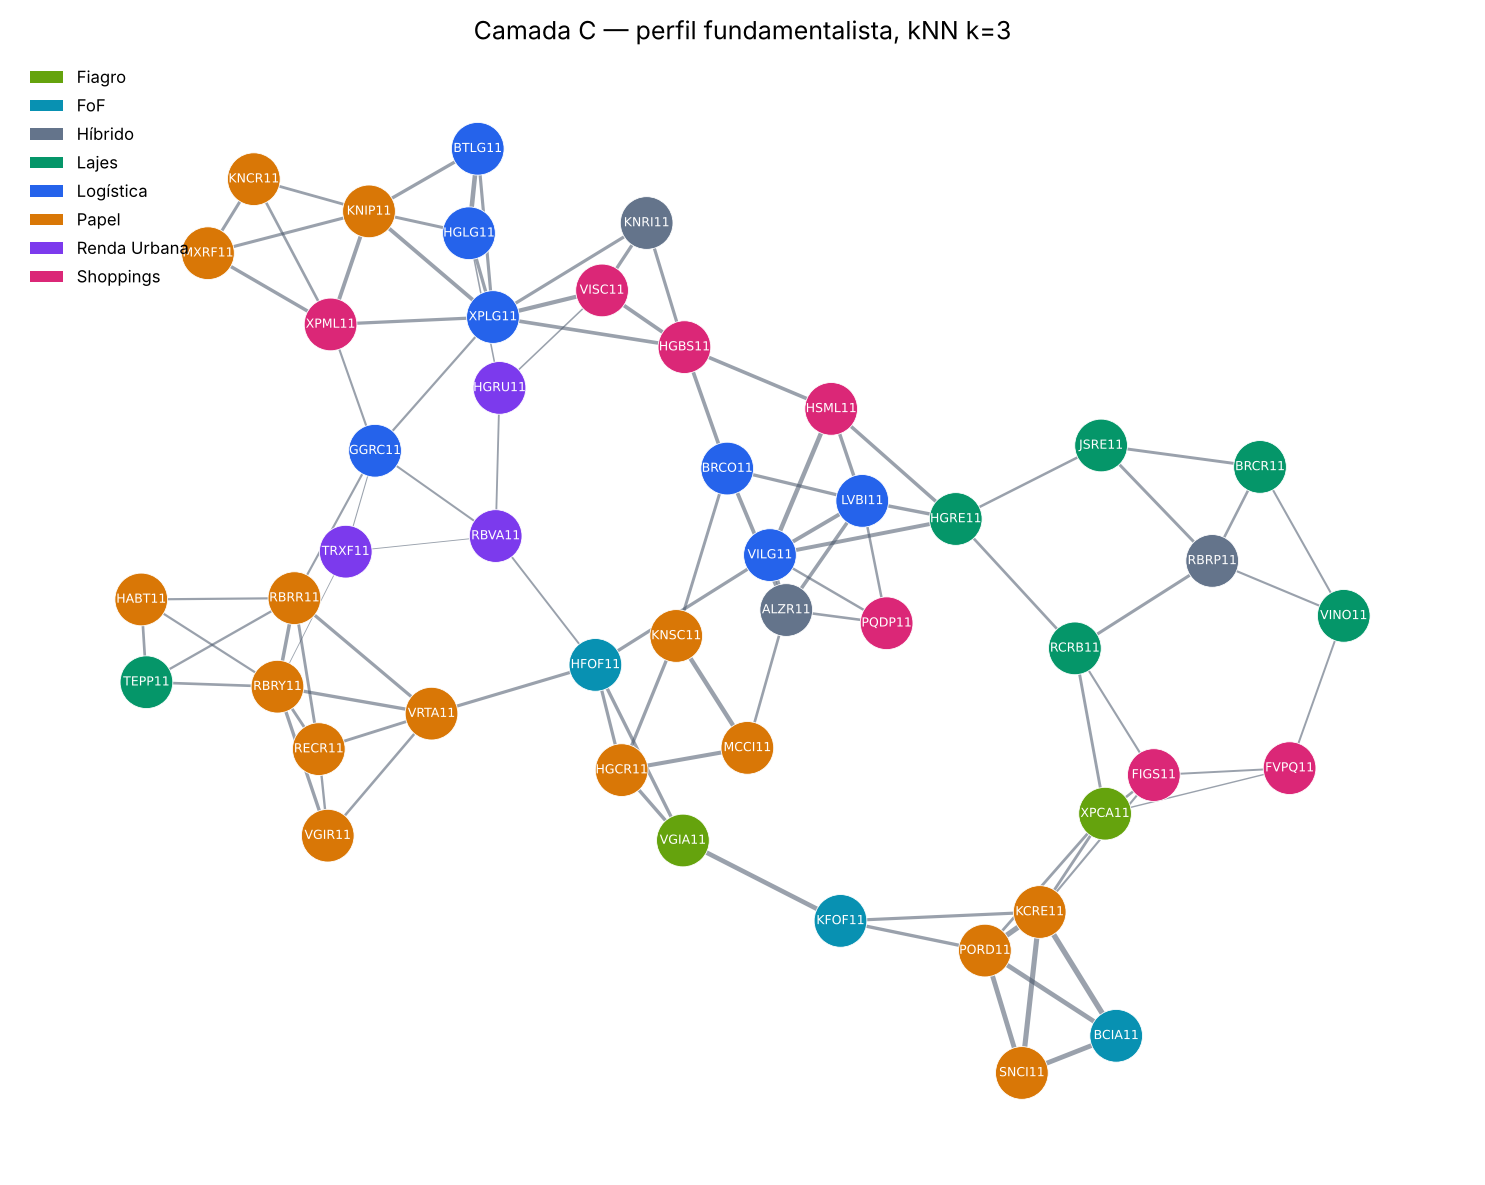 Camada C — perfil fundamentalista, kNN k=3
Fiagro
FoF
Híbrido
Lajes
Logística
Papel
Renda Urbana
Shoppings
BTLG11
KNCR11
KNIP11
KNRI11
HGLG11
MXRF11
VISC11
XPLG11
XPML11
HGBS11
HGRU11
HSML11
GGRC11
JSRE11
BRCR11
BRCO11
LVBI11
HGRE11
RBVA11
TRXF11
VILG11
RBRP11
HABT11
RBRR11
ALZR11
PQDP11
VINO11
KNSC11
RCRB11
HFOF11
TEPP11
RBRY11
VRTA11
RECR11
MCCI11
HGCR11
FIGS11
FVPQ11
XPCA11
VGIR11
VGIA11
KFOF11
KCRE11
PORD11
BCIA11
SNCI11